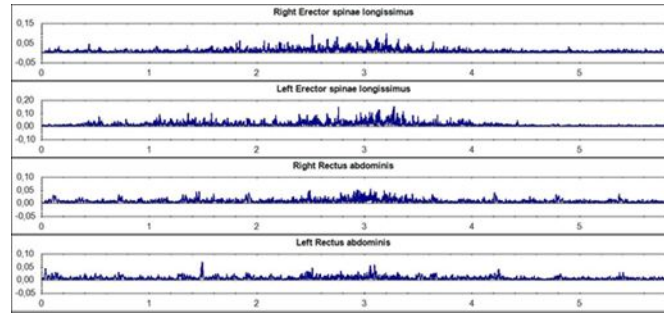 Right Erector spinae longissimus
0,15
0,05
-0,05
0 1 2 3 4 5
Left Erector spinae longissimus
0,20
0,10
0,00
-0,10
0 1 2 3 4 5
Right Rectus abdominis
0,10
0,05
0,00
-0,05
0 1 2 3 4 5
Left Rectus abdominis
0,10
0,05
0,00
-0,05
0 1 2 3 4 5